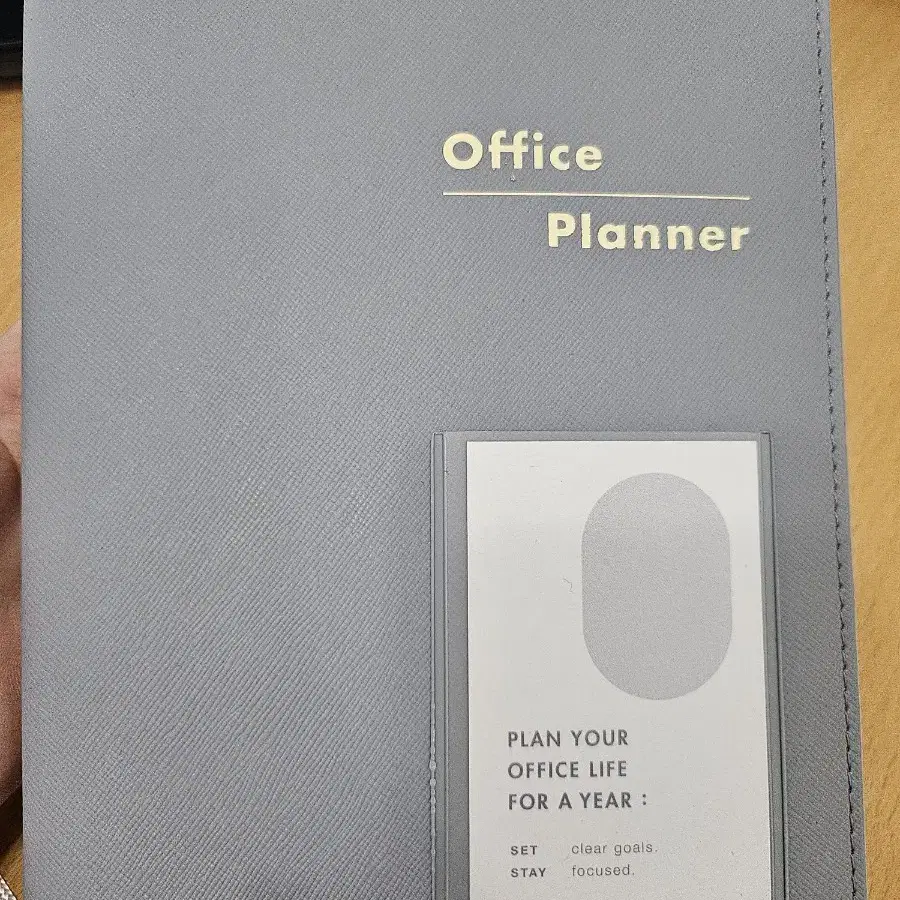 Office
Planner
PLAN YOUR
OFFICE LIFE
FOR A YEAR :
SET clear goals.
STAY focused.